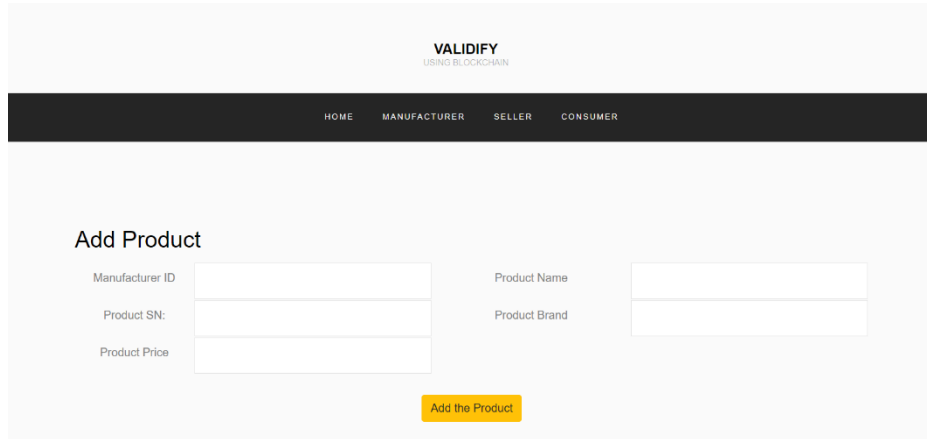 VALIDIFY
USING BLOCKCHAIN
HOME MANUFACTURER SELLER CONSUMER
Add Product
Manufacturer ID Product Name
Product SN: Product Brand
Product Price
Add the Product